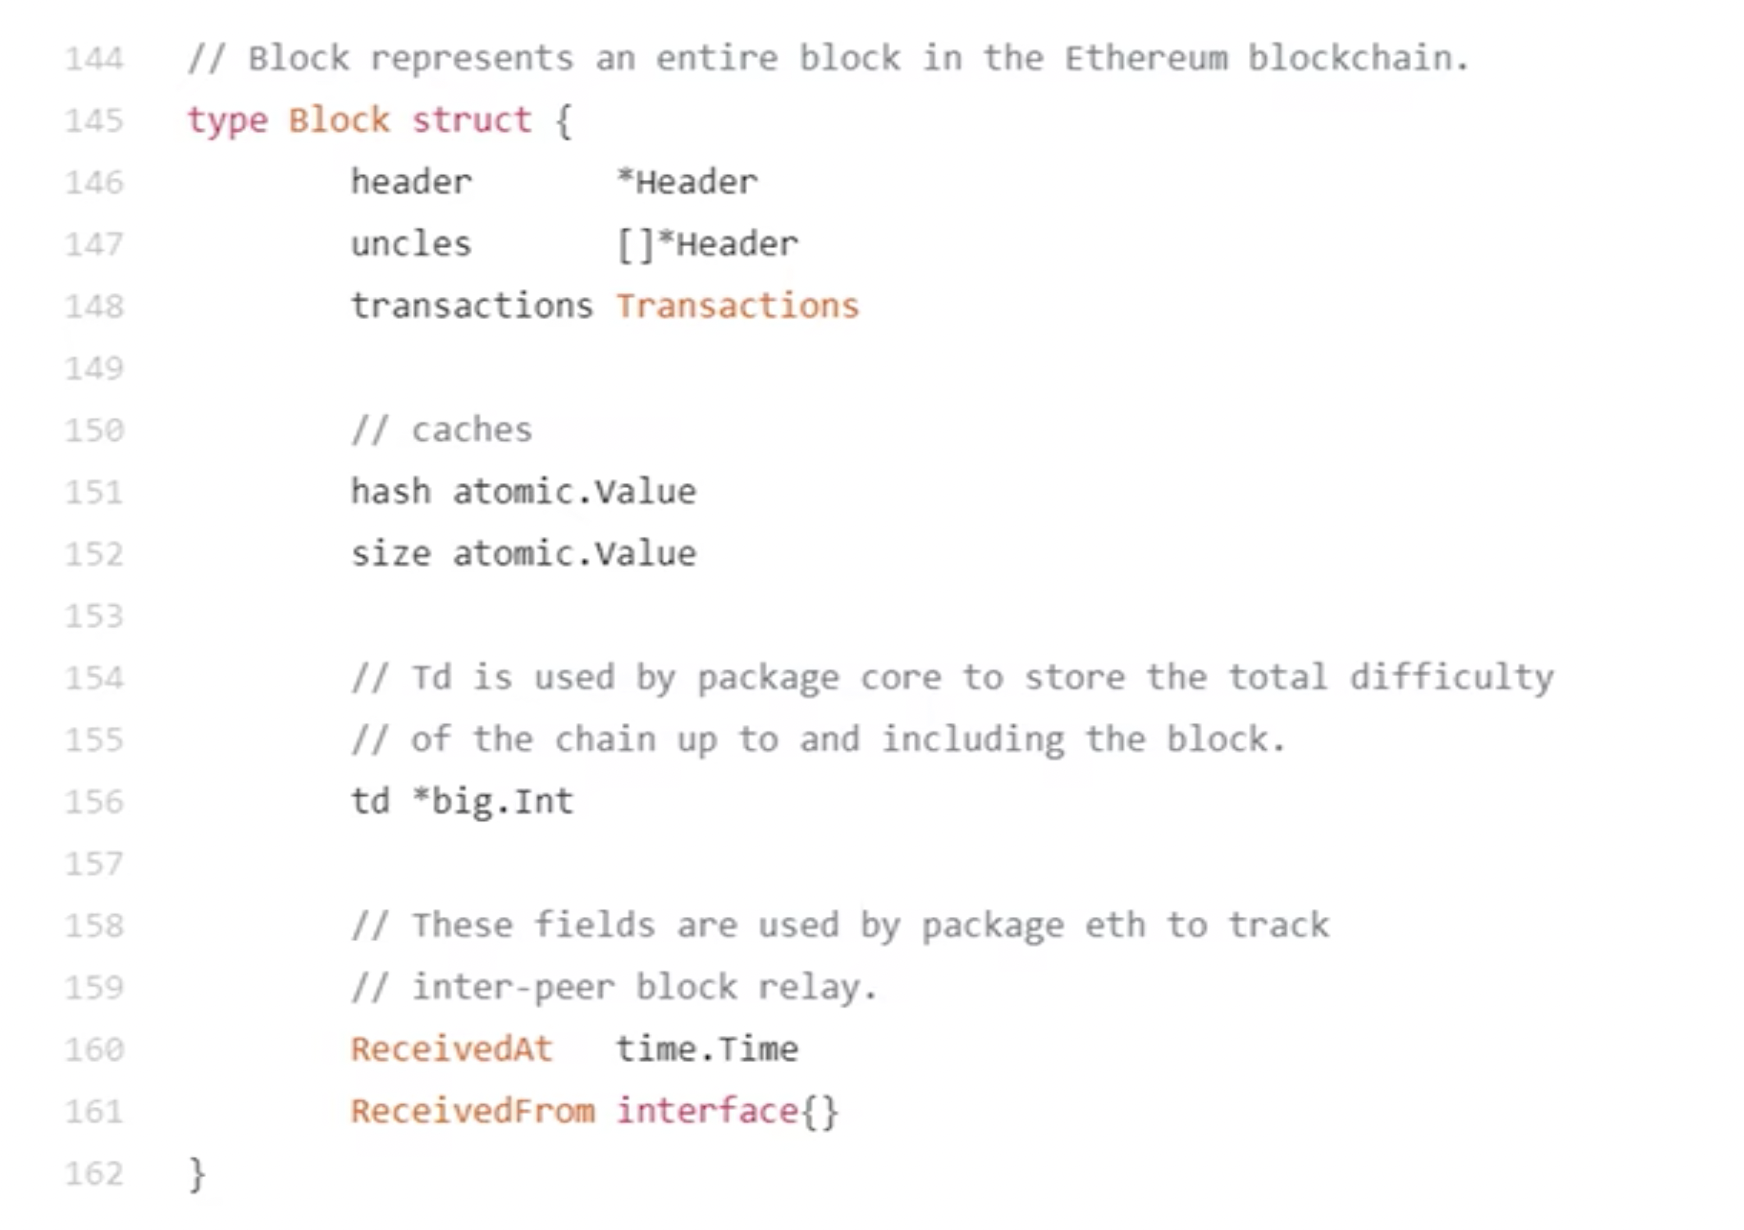 144 // Block represents an entire block in the Ethereum blockchain.
145 type Block struct {
146 header *Header
147 uncles []*Header
148 transactions Transactions
149
150 // caches
151 hash atomic.Value
152 size atomic.Value
153
154 // Td is used by package core to store the total difficulty
155 // of the chain up to and including the block.
156 td *big.Int
157
158 // These fields are used by package eth to track
159 // inter-peer block relay.
160 ReceivedAt time.Time
161 ReceivedFrom interface{}
162 }